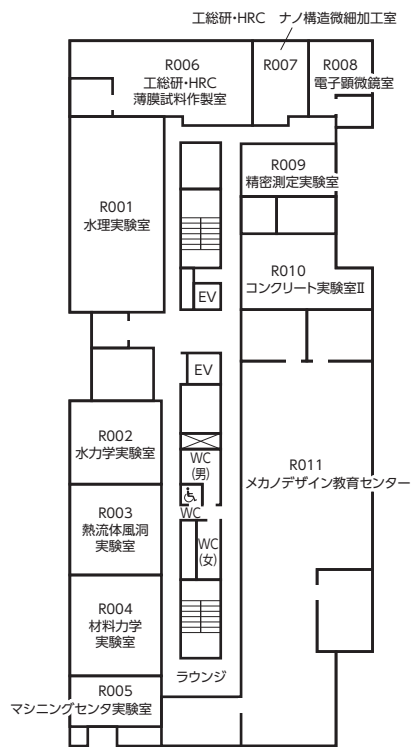 工総研・HRC ナノ構造微細加工室
R006
工総研・HRC
薄膜試料作製室
R007
R008
電子顕微鏡室
R009
精密測定実験室
R001
水理実験室
R010
コンクリート実験室Ⅱ
EV
EV
R002
水力学実験室
WC
(男)
R011
メカノデザイン教育センター
WC
R003
熱流体風洞
実験室
WC
(女)
R004
材料力学
実験室
ラウンジ
R005
マシニングセンタ実験室